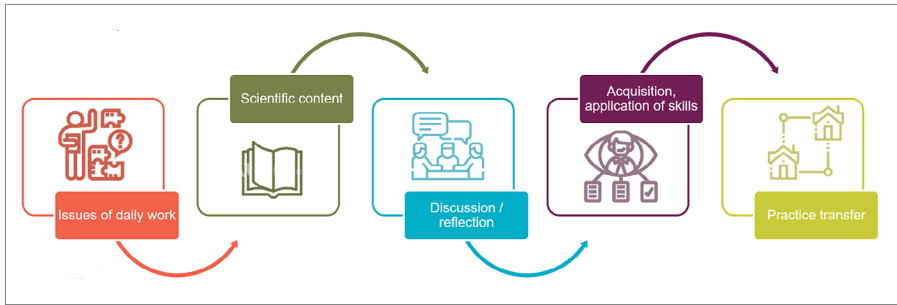 Issues of daily work
Scientific content
Discussion /
reflection
Acquisition,
application of skills
Practice transfer